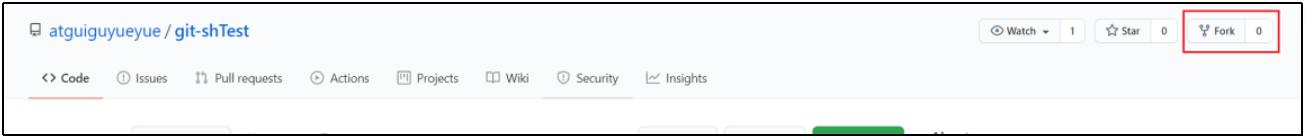 atguiguyueyue / git-shTest
Watch 1 Star 0 Fork 0
Code Issues Pull requests Actions Projects Wiki Security Insights